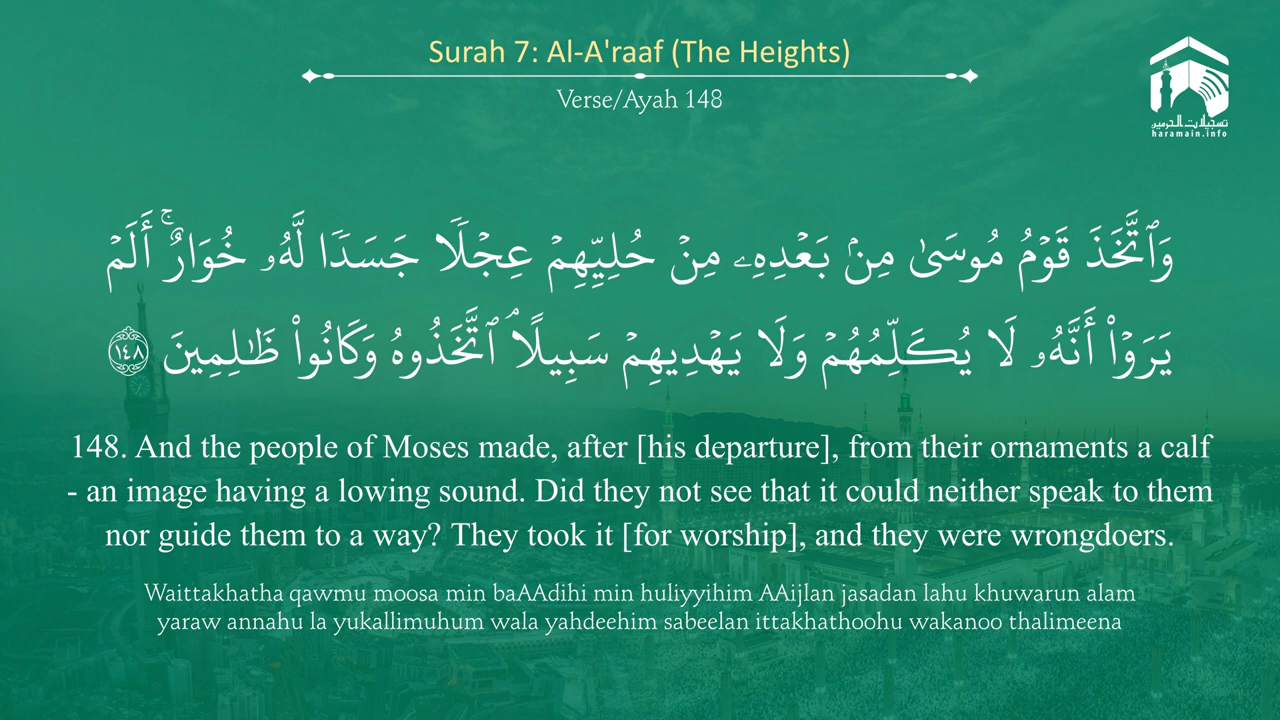 Surah 7: Al-A'raaf (The Heights)
Verse/Ayah 148
تسجيلات الحرمين
haramain.info
وَٱتَّخَذَ قَوْمُ مُوسَىٰ مِنۢ بَعْدِهِۦ مِنْ حُلِيِّهِمْ عِجْلًا جَسَدًا لَّهُۥ خُوَارٌ ۚ أَلَمْ
يَرَوْا۟ أَنَّهُۥ لَا يُكَلِّمُهُمْ وَلَا يَهْدِيهِمْ سَبِيلًا ۘ ٱتَّخَذُوهُ وَكَانُوا۟ ظَـٰلِمِينَ ١٤٨
148. And the people of Moses made, after [his departure], from their ornaments a calf
- an image having a lowing sound. Did they not see that it could neither speak to them
nor guide them to a way? They took it [for worship], and they were wrongdoers.
Waittakhatha qawmu moosa min baAAdihi min huliyyihim AAijlan jasadan lahu khuwarun alam
yaraw annahu la yukallimuhum wala yahdeehim sabeelan ittakhathoohu wakanoo thalimeena